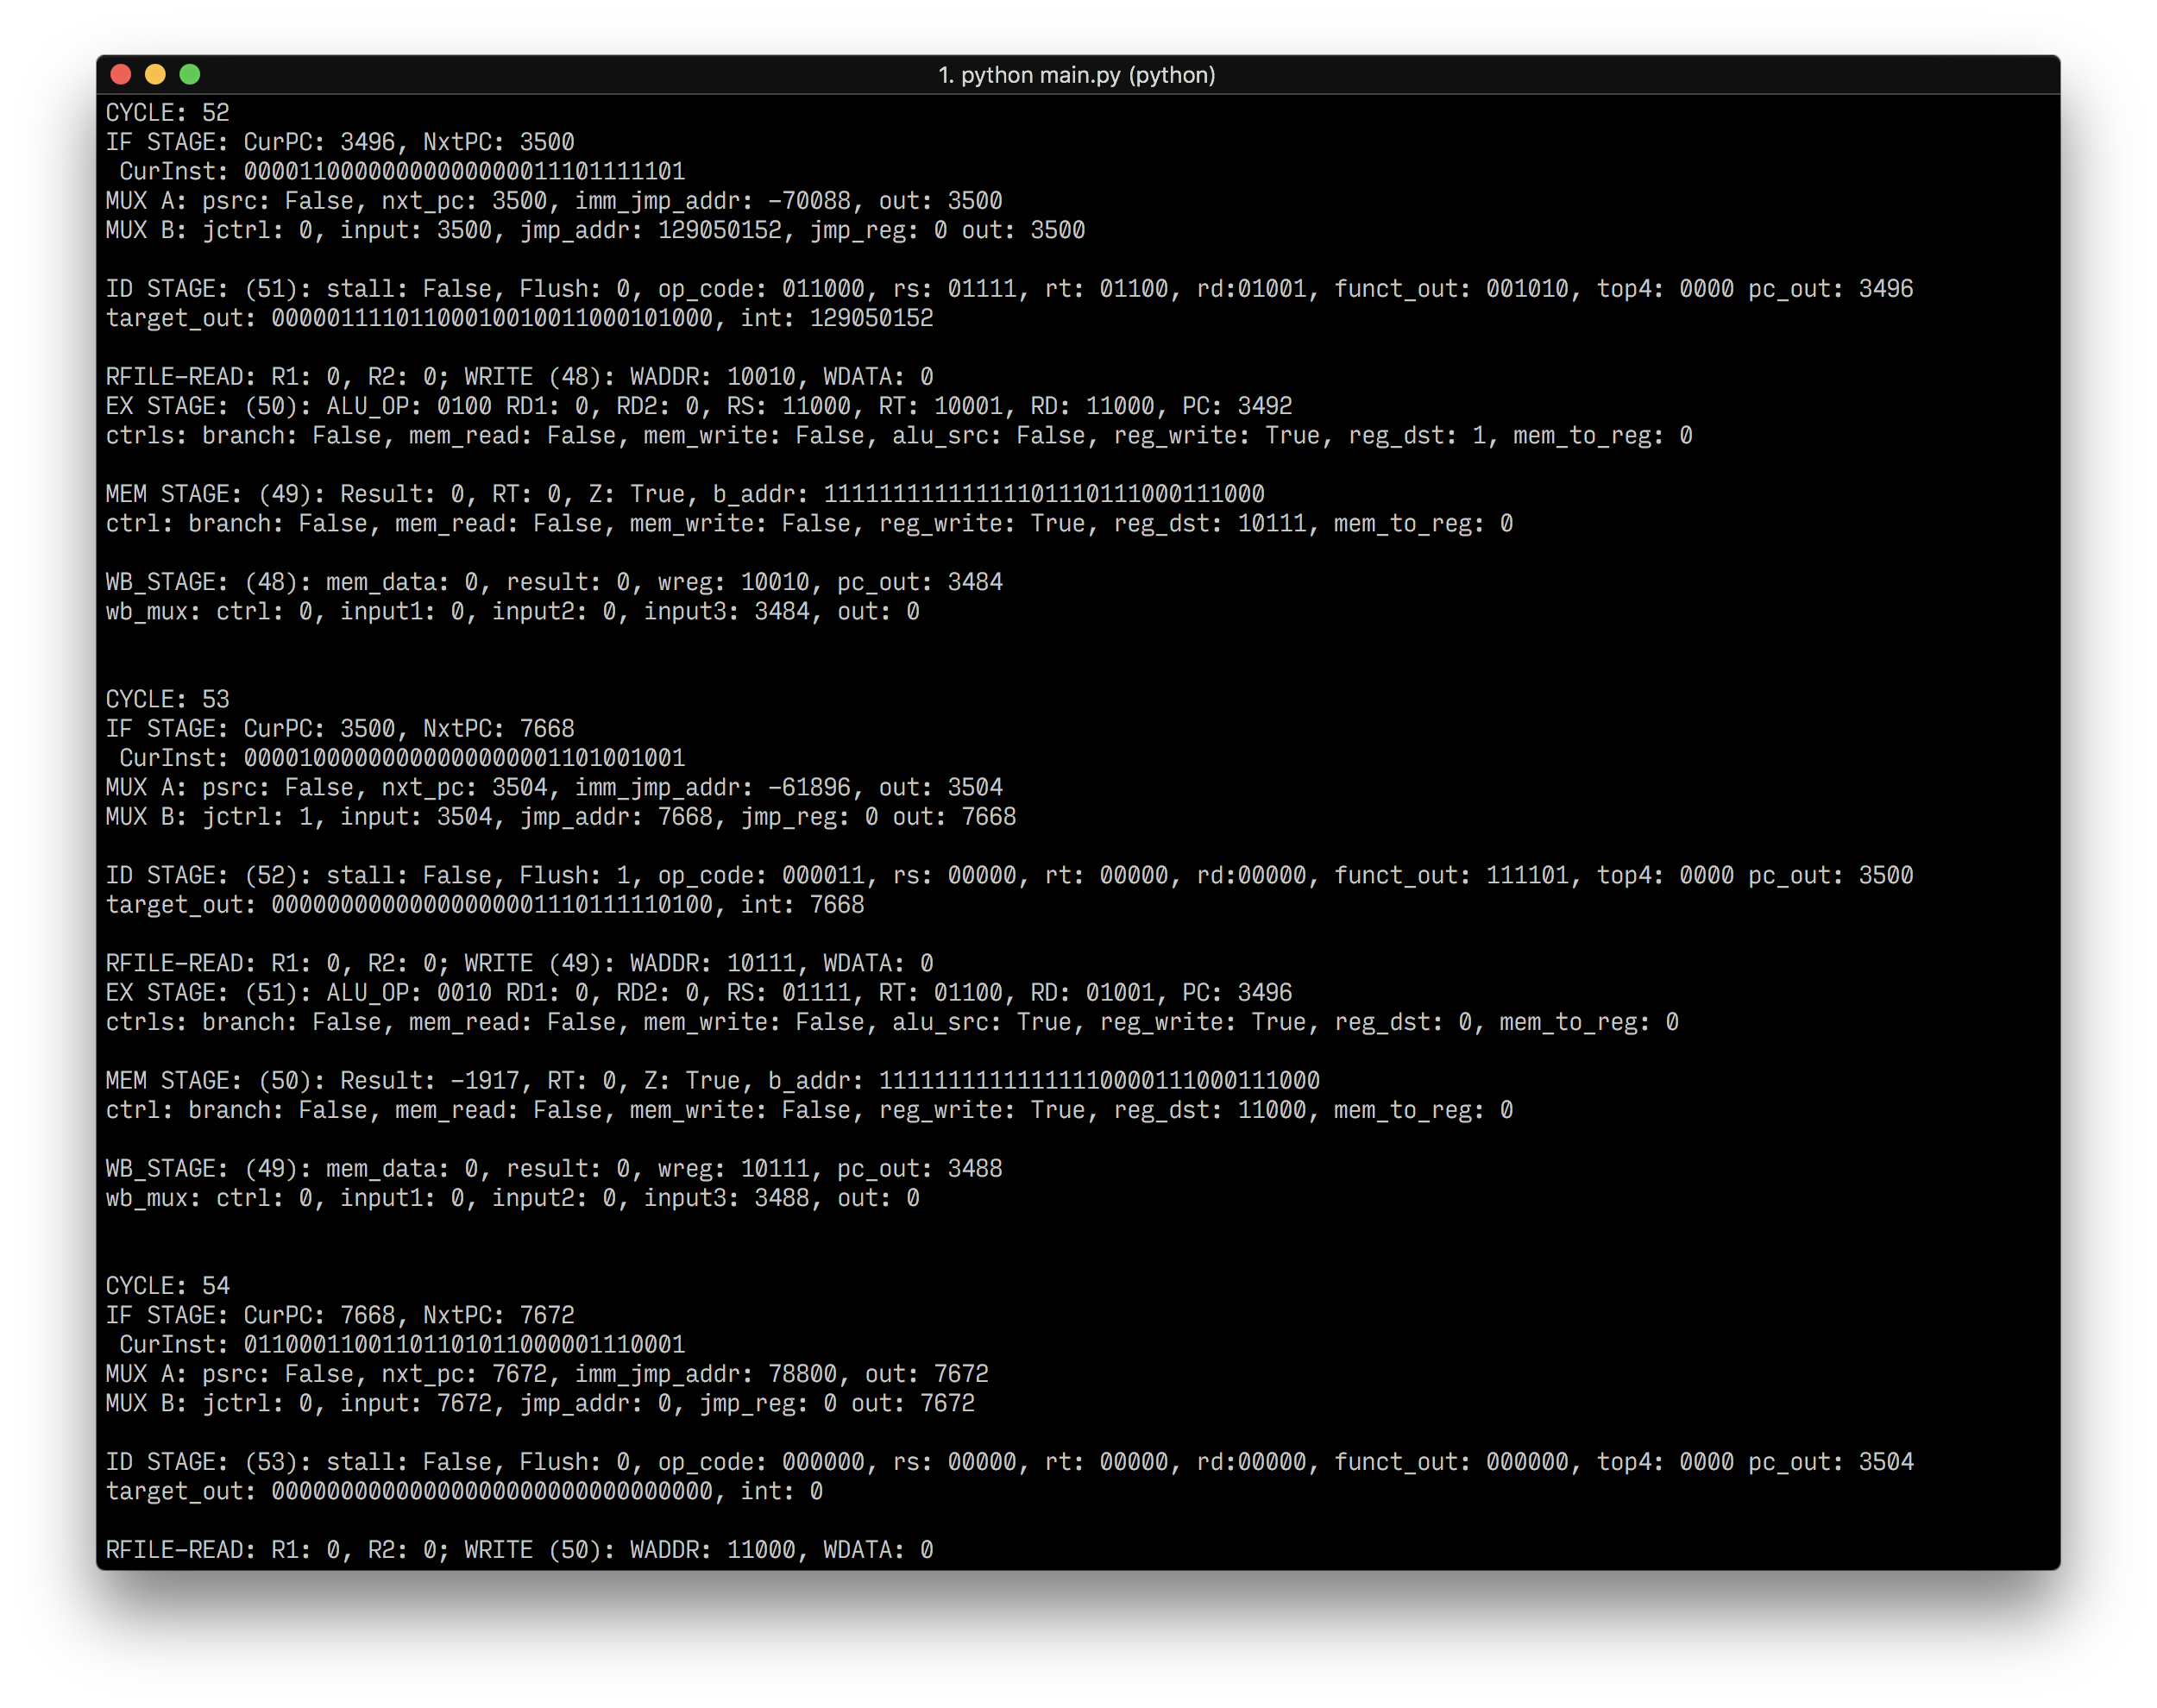 1. python main.py (python)
CYCLE: 52
IF STAGE: CurPC: 3496, NxtPC: 3500
CurInst: 00001100000000000000011101111101
MUX A: psrc: False, nxt_pc: 3500, imm_jmp_addr: -70088, out: 3500
MUX B: jctrl: 0, input: 3500, jmp_addr: 129050152, jmp_reg: 0 out: 3500
ID STAGE: (51): stall: False, Flush: 0, op_code: 011000, rs: 01111, rt: 01100, rd:01001, funct_out: 001010, top4: 0000 pc_out: 3496
target_out: 00000111101100010010011000101000, int: 129050152
RFILE-READ: R1: 0, R2: 0; WRITE (48): WADDR: 10010, WDATA: 0
EX STAGE: (50): ALU_OP: 0100 RD1: 0, RD2: 0, RS: 11000, RT: 10001, RD: 11000, PC: 3492
ctrls: branch: False, mem_read: False, mem_write: False, alu_src: False, reg_write: True, reg_dst: 1, mem_to_reg: 0
MEM STAGE: (49): Result: 0, RT: 0, Z: True, b_addr: 11111111111111101110111000111000
ctrl: branch: False, mem_read: False, mem_write: False, reg_write: True, reg_dst: 10111, mem_to_reg: 0
WB_STAGE: (48): mem_data: 0, result: 0, wreg: 10010, pc_out: 3484
wb_mux: ctrl: 0, input1: 0, input2: 0, input3: 3484, out: 0
CYCLE: 53
IF STAGE: CurPC: 3500, NxtPC: 7668
CurInst: 00001000000000000000001101001001
MUX A: psrc: False, nxt_pc: 3504, imm_jmp_addr: -61896, out: 3504
MUX B: jctrl: 1, input: 3504, jmp_addr: 7668, jmp_reg: 0 out: 7668
ID STAGE: (52): stall: False, Flush: 1, op_code: 000011, rs: 00000, rt: 00000, rd:00000, funct_out: 111101, top4: 0000 pc_out: 3500
target_out: 00000000000000000001110111110100, int: 7668
RFILE-READ: R1: 0, R2: 0; WRITE (49): WADDR: 10111, WDATA: 0
EX STAGE: (51): ALU_OP: 0010 RD1: 0, RD2: 0, RS: 01111, RT: 01100, RD: 01001, PC: 3496
ctrls: branch: False, mem_read: False, mem_write: False, alu_src: True, reg_write: True, reg_dst: 0, mem_to_reg: 0
MEM STAGE: (50): Result: -1917, RT: 0, Z: True, b_addr: 11111111111111110000111000111000
ctrl: branch: False, mem_read: False, mem_write: False, reg_write: True, reg_dst: 11000, mem_to_reg: 0
WB_STAGE: (49): mem_data: 0, result: 0, wreg: 10111, pc_out: 3488
wb_mux: ctrl: 0, input1: 0, input2: 0, input3: 3488, out: 0
CYCLE: 54
IF STAGE: CurPC: 7668, NxtPC: 7672
CurInst: 01100011001101101011000001110001
MUX A: psrc: False, nxt_pc: 7672, imm_jmp_addr: 78800, out: 7672
MUX B: jctrl: 0, input: 7672, jmp_addr: 0, jmp_reg: 0 out: 7672
ID STAGE: (53): stall: False, Flush: 0, op_code: 000000, rs: 00000, rt: 00000, rd:00000, funct_out: 000000, top4: 0000 pc_out: 3504
target_out: 00000000000000000000000000000000, int: 0
RFILE-READ: R1: 0, R2: 0; WRITE (50): WADDR: 11000, WDATA: 0